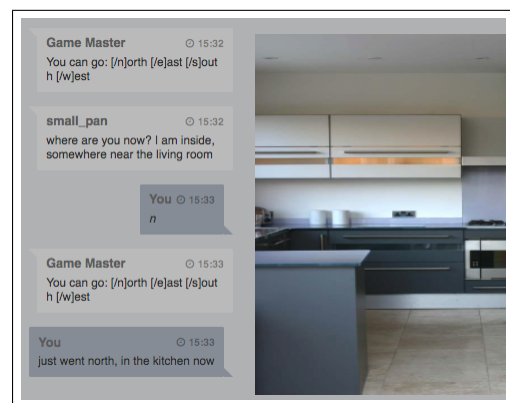 Game Master 15:32
You can go: [/n]orth [/e]ast [/s]out
h [/w]est
small_pan 15:32
where are you now? I am inside,
somewhere near the living room
You 15:33
n
Game Master 15:33
You can go: [/n]orth [/e]ast [/s]out
h [/w]est
You 15:33
just went north, in the kitchen now